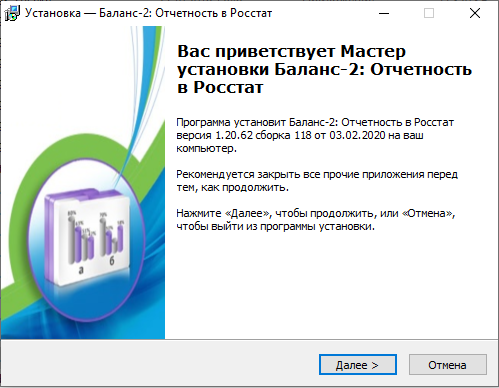 Установка — Баланс-2: Отчетность в Росстат
Вас приветствует Мастер
установки Баланс-2: Отчетность
в Росстат
Программа установит Баланс-2: Отчетность в Росстат
версия 1.20.62 сборка 118 от 03.02.2020 на ваш
компьютер.
Рекомендуется закрыть все прочие приложения перед
тем, как продолжить.
Нажмите «Далее», чтобы продолжить, или «Отмена»,
чтобы выйти из программы установки.
а б
Далее >
Отмена